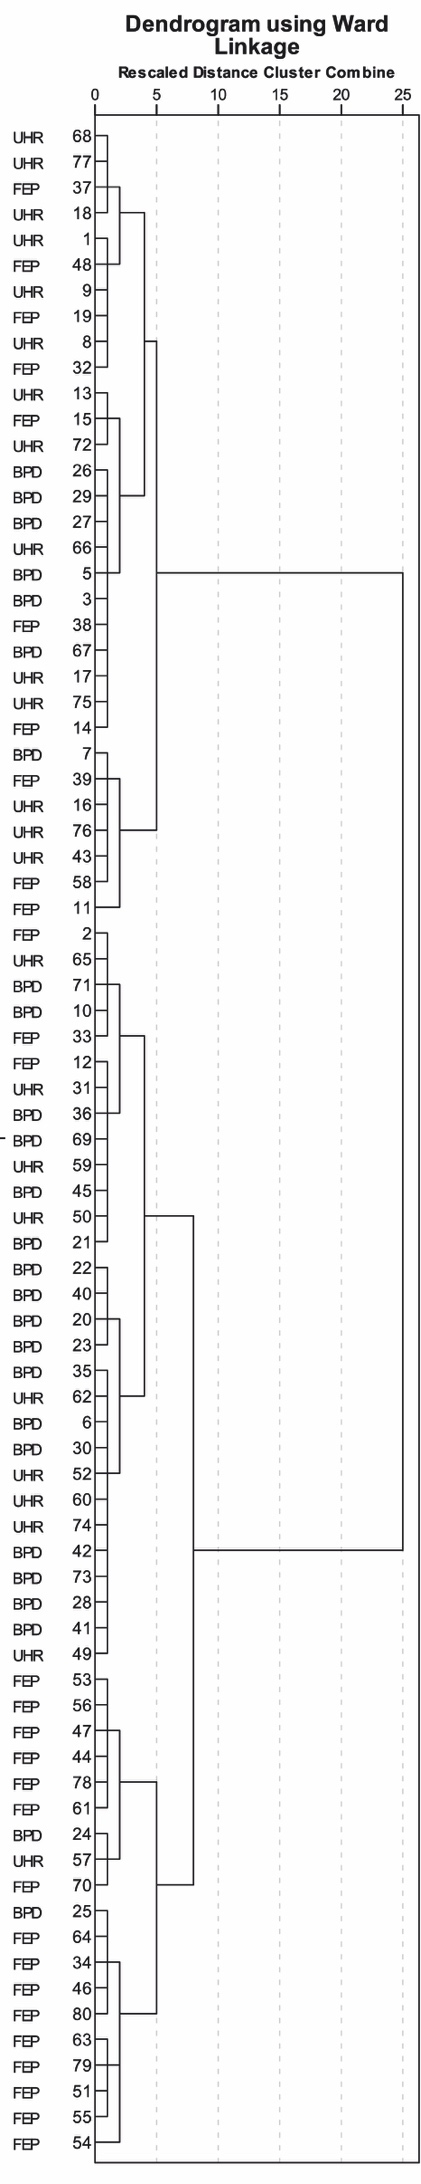 Dendrogram using Ward
Linkage
Rescaled Distance Cluster Combine
0 5 10 15 20 25
UHR 68
UHR 77
FEP 37
UHR 18
UHR 1
FEP 48
UHR 9
FEP 19
UHR 8
FEP 32
UHR 13
FEP 15
UHR 72
BPD 26
BPD 29
BPD 27
UHR 66
BPD 5
BPD 3
FEP 38
BPD 67
UHR 17
UHR 75
FEP 14
BPD 7
FEP 39
UHR 16
UHR 76
UHR 43
FEP 58
FEP 11
FEP 2
UHR 65
BPD 71
BPD 10
FEP 33
FEP 12
UHR 31
BPD 36
BPD 69
UHR 59
BPD 45
UHR 50
BPD 21
BPD 22
BPD 40
BPD 20
BPD 23
BPD 35
UHR 62
BPD 6
BPD 30
UHR 52
UHR 60
UHR 74
BPD 42
BPD 73
BPD 28
BPD 41
UHR 49
FEP 53
FEP 56
FEP 47
FEP 44
FEP 78
FEP 61
BPD 24
UHR 57
FEP 70
BPD 25
FEP 64
FEP 34
FEP 46
FEP 80
FEP 63
FEP 79
FEP 51
FEP 55
FEP 54